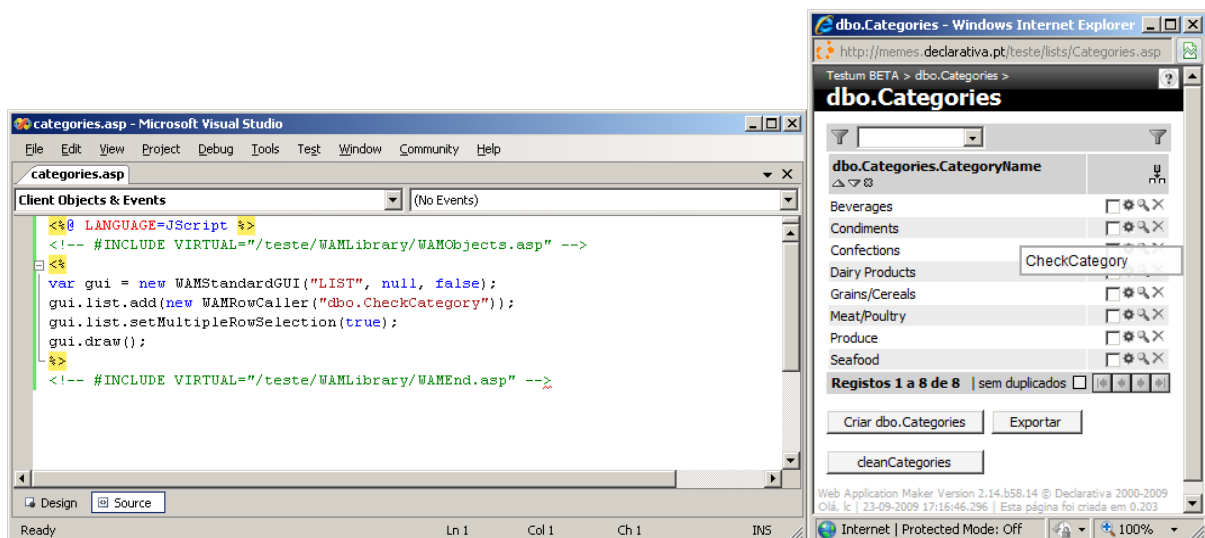 categories.asp - Microsoft Visual Studio
File Edit View Project Debug Tools Test Window Community Help
categories.asp
Client Objects & Events (No Events)
<%@ LANGUAGE=JScript %>
<!-- #INCLUDE VIRTUAL="/teste/WAMLibrary/WAMObjects.asp" -->
<%
var gui = new WAMStandardGUI("LIST", null, false);
gui.list.add(new WAMRowCaller("dbo.CheckCategory"));
gui.list.setMultipleRowSelection(true);
gui.draw();
%>
<!-- #INCLUDE VIRTUAL="/teste/WAMLibrary/WAMEnd.asp" -->
Design Source
Ready Ln 1 Col 1 Ch 1 INS
dbo.Categories - Windows Internet Explorer
http://memes.declarativa.pt/teste/lists/Categories.asp
Testum BETA > dbo.Categories >
?
dbo.Categories
dbo.Categories.CategoryName
Beverages
Condiments
Confections
CheckCategory
Dairy Products
Grains/Cereals
Meat/Poultry
Produce
Seafood
Registos 1 a 8 de 8 | sem duplicados
Criar dbo.Categories Exportar
cleanCategories
Web Application Maker Version 2.14.b58.14 © Declarativa 2000-2009
Olá, lc | 23-09-2009 17:16:46.296 | Esta página foi criada em 0.203
Internet | Protected Mode: Off 100%